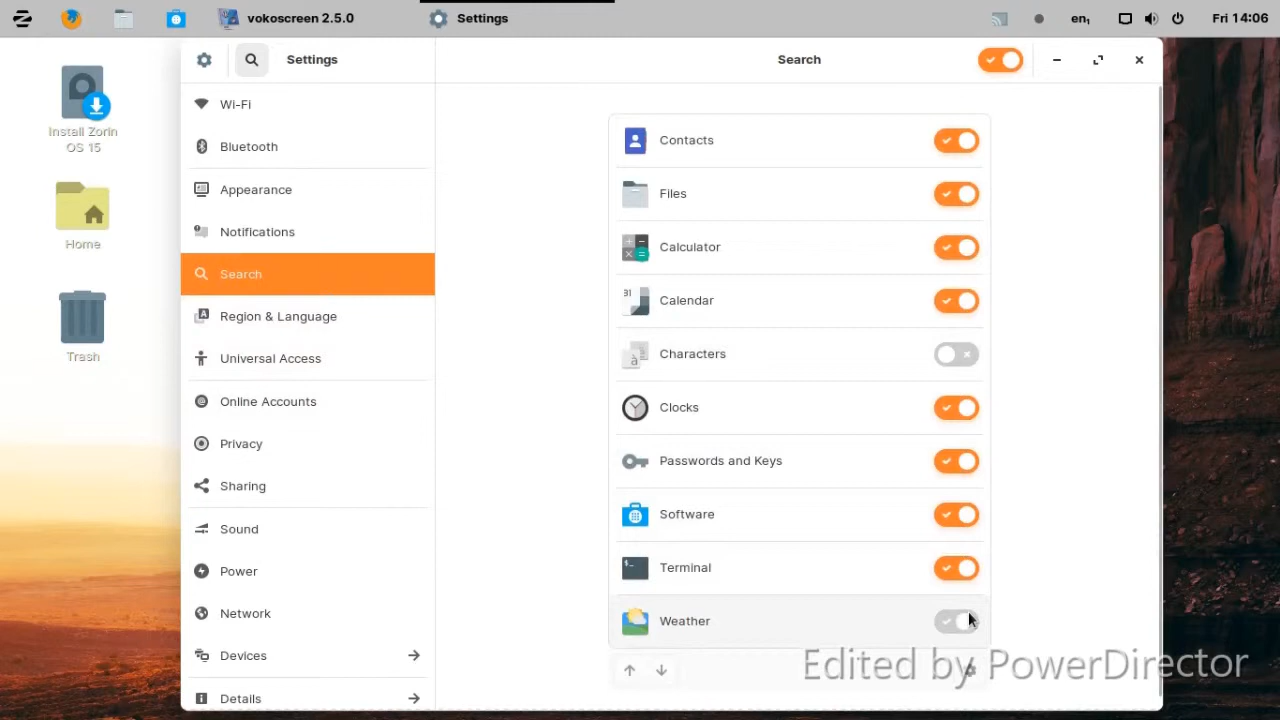 vokoscreen 2.5.0
Settings
en₁
Fri 14:06
Install Zorin
OS 15
Home
Trash
Settings
Search
Wi-Fi
Bluetooth
Appearance
Notifications
Search
Region & Language
Universal Access
Online Accounts
Privacy
Sharing
Sound
Power
Network
Devices
Details
Contacts
Files
Calculator
Calendar
Characters
Clocks
Passwords and Keys
Software
Terminal
Weather
Edited by PowerDirector